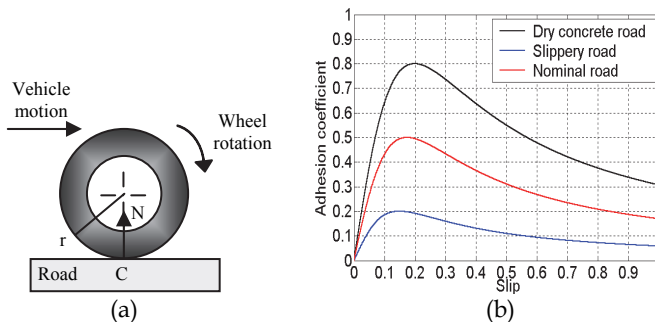 Vehicle
motion
Wheel
rotation
N
r
Road
C
(a)
Dry concrete road
Slippery road
Nominal road
Adhesion coefficient
1
0.9
0.8
0.7
0.6
0.5
0.4
0.3
0.2
0.1
0
0 0.1 0.2 0.3 0.4 0.5 0.6 0.7 0.8 0.9
Slip
(b)